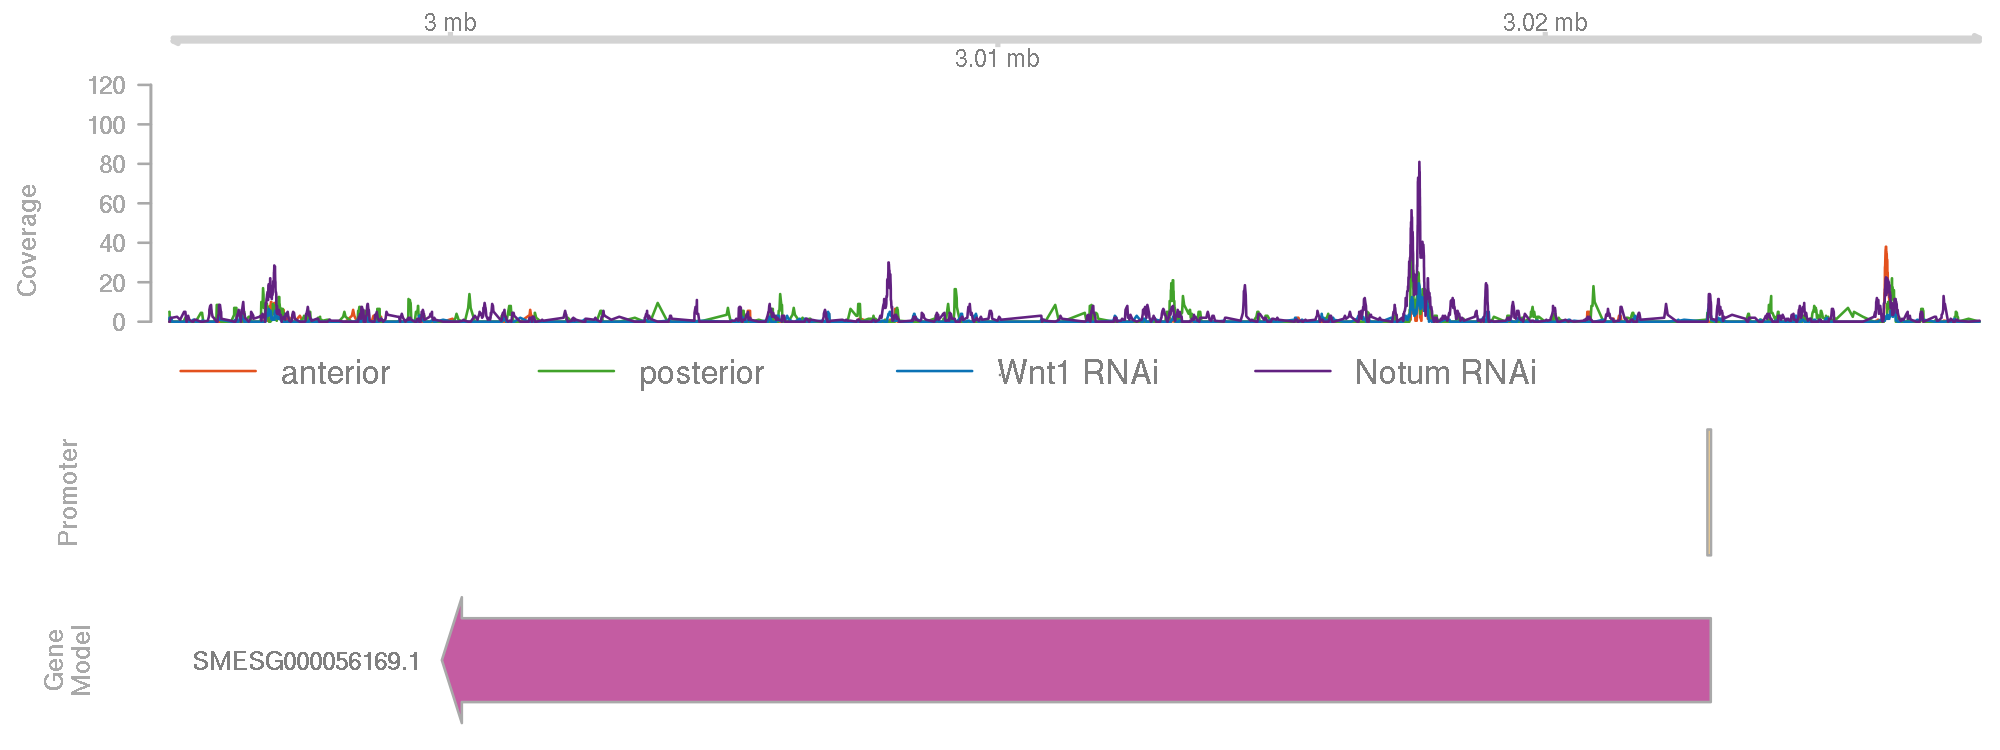 3 mb
3.02 mb
3.01 mb
Coverage
120
100
80
60
40
20
0
anterior
posterior
Wnt1 RNAi
Notum RNAi
Promoter
Gene
Model
SMESG000056169.1